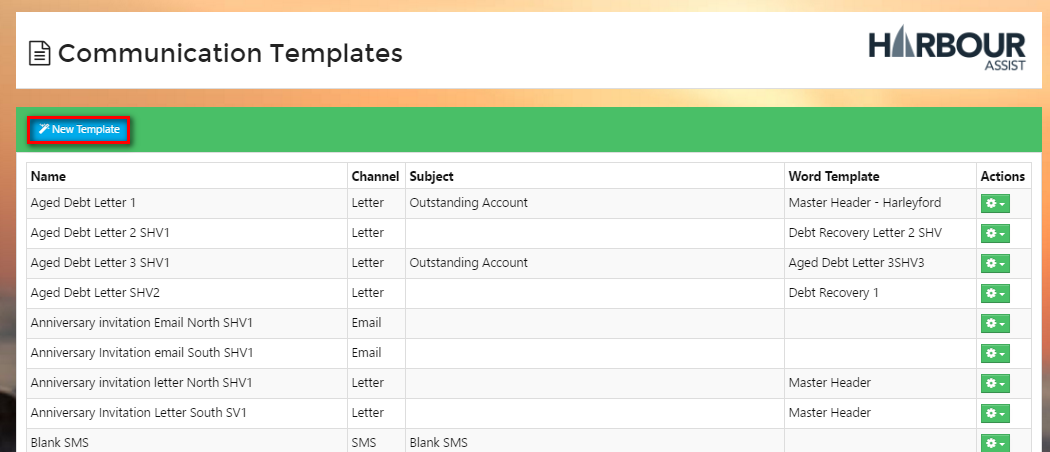 Communication Templates
HARBOUR
ASSIST
New Template
Name Channel Subject Word Template Actions
Aged Debt Letter 1 Letter Outstanding Account Master Header - Harleyford
Aged Debt Letter 2 SHV1 Letter Debt Recovery Letter 2 SHV
Aged Debt Letter 3 SHV1 Letter Outstanding Account Aged Debt Letter 3SHV3
Aged Debt Letter SHV2 Letter Debt Recovery 1
Anniversary invitation Email North SHV1 Email
Anniversary Invitation email South SHV1 Email
Anniversary invitation letter North SHV1 Letter Master Header
Anniversary Invitation Letter South SV1 Letter Master Header
Blank SMS SMS Blank SMS